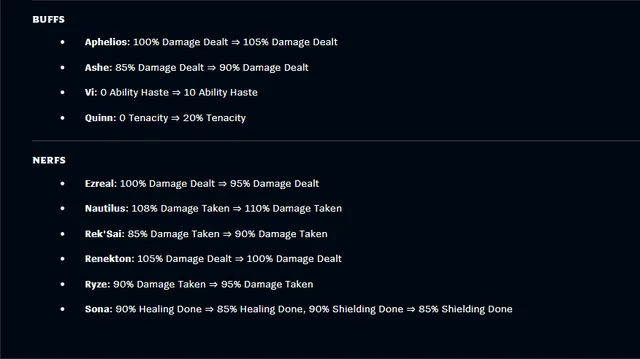 BUFFS
• Aphelios: 100% Damage Dealt ⇒ 105% Damage Dealt
• Ashe: 85% Damage Dealt ⇒ 90% Damage Dealt
• Vi: 0 Ability Haste ⇒ 10 Ability Haste
• Quinn: 0 Tenacity ⇒ 20% Tenacity
NERFS
• Ezreal: 100% Damage Dealt ⇒ 95% Damage Dealt
• Nautilus: 108% Damage Taken ⇒ 110% Damage Taken
• Rek'Sai: 85% Damage Taken ⇒ 90% Damage Taken
• Renekton: 105% Damage Dealt ⇒ 100% Damage Dealt
• Ryze: 90% Damage Taken ⇒ 95% Damage Taken
• Sona: 90% Healing Done ⇒ 85% Healing Done, 90% Shielding Done ⇒ 85% Shielding Done